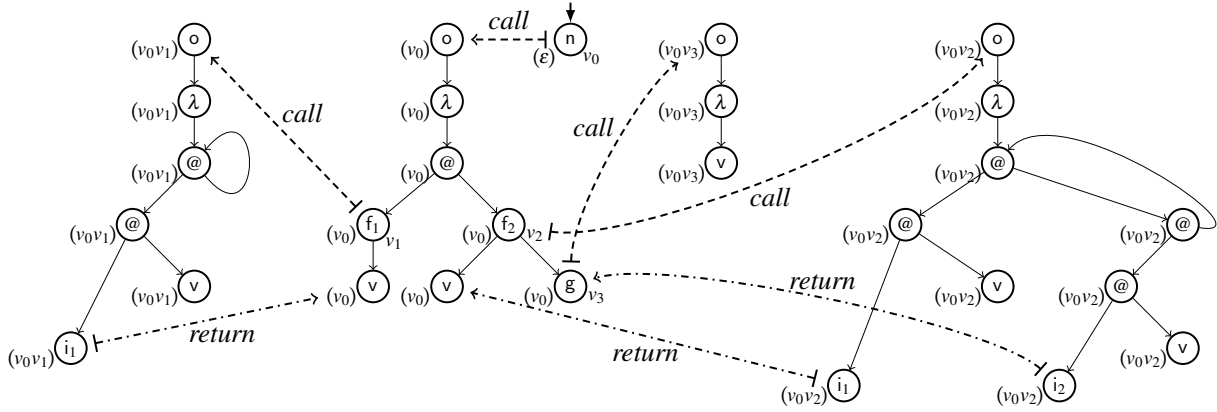 (v₀v₁) o (v₀) o call (ε) n v₀ (v₀v₃) o (v₀v₂) o
(v₀v₁) λ call (v₀) λ call (v₀v₃) λ (v₀v₂) λ
(v₀v₁) @ (v₀) @ (v₀v₃) v (v₀v₂) @
(v₀v₁) @ (v₀) f₁ v₁ (v₀) f₂ v₂ call (v₀v₂) @ (v₀v₂) @
(v₀v₁) v (v₀) v (v₀) v (v₀) g v₃ return (v₀v₂) v (v₀v₂) @
(v₀v₁) i₁ return return (v₀v₂) i₁ (v₀v₂) i₂ (v₀v₂) v